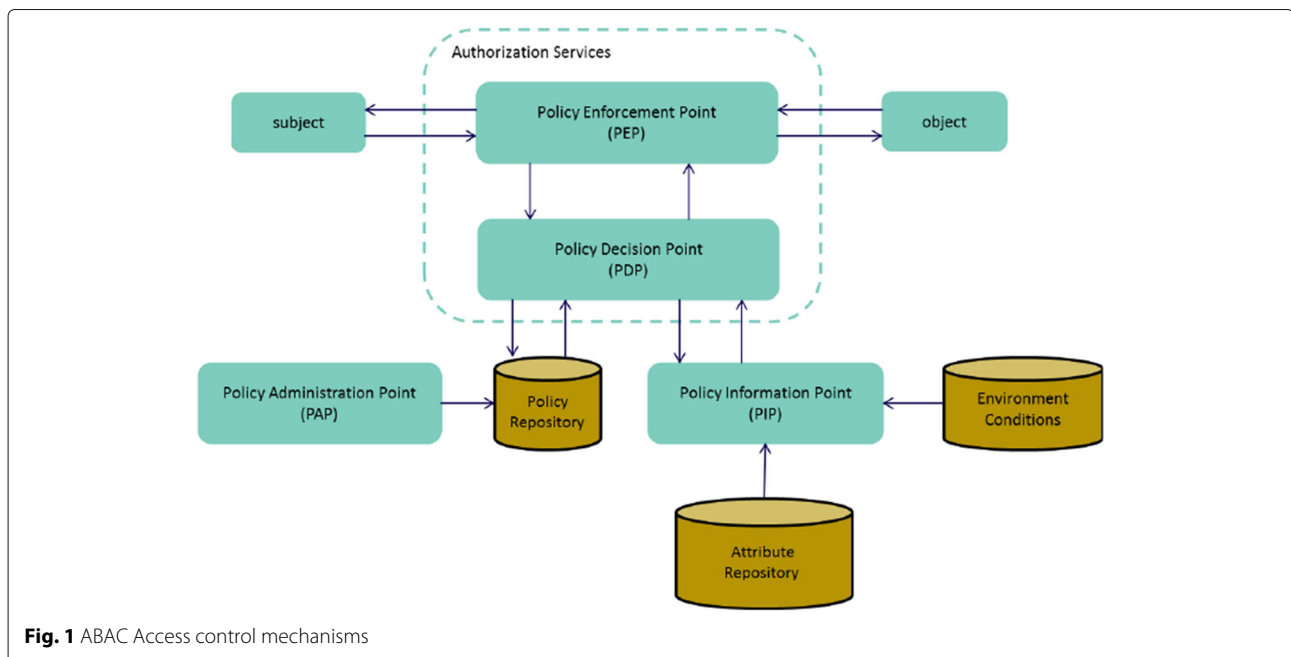 Authorization Services
subject
Policy Enforcement Point
(PEP)
object
Policy Decision Point
(PDP)
Policy Administration Point
(PAP)
Policy
Repository
Policy Information Point
(PIP)
Environment
Conditions
Attribute
Repository
Fig. 1 ABAC Access control mechanisms